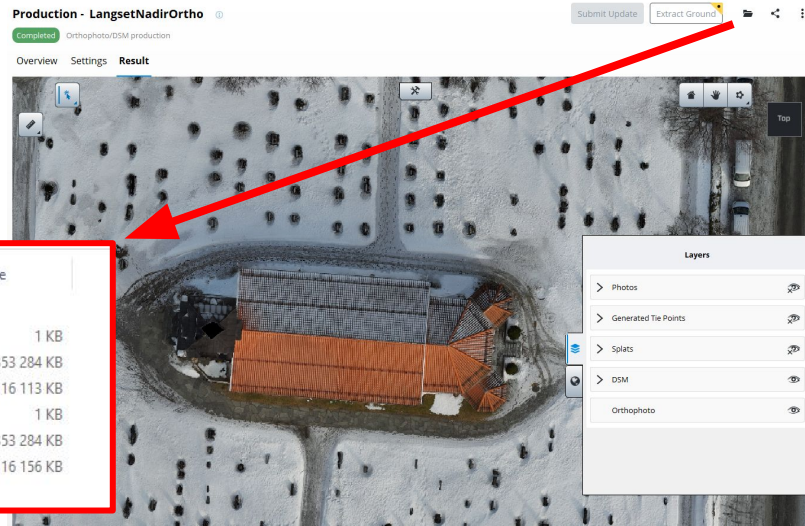 Production - LangsetNadirOrtho
Submit Update
Extract Ground
Completed
Orthophoto/DSM production
Overview Settings Result
Top
Layers
Photos
Generated Tie Points
Splats
DSM
Orthophoto
1 KB
53 284 KB
16 113 KB
1 KB
53 284 KB
16 156 KB